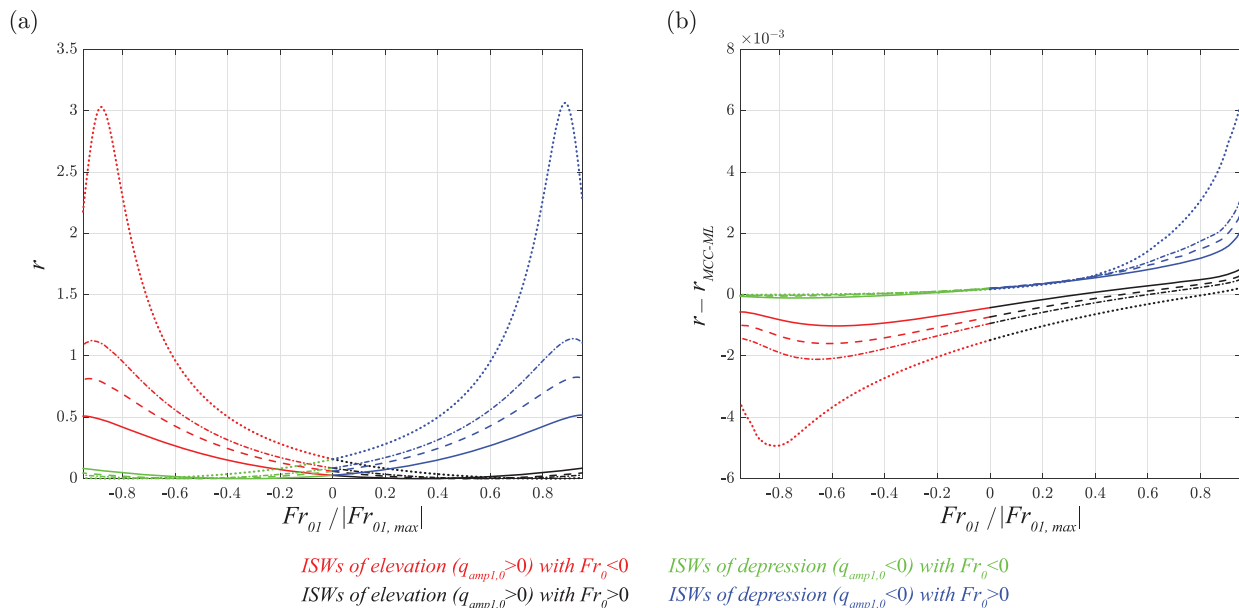 (a)
(b)
3.5
3
2.5
2
1.5
1
0.5
0
r
-0.8 -0.6 -0.4 -0.2 0 0.2 0.4 0.6 0.8
Fr01 / |Fr01, max|
×10⁻³
8
6
4
2
0
-2
-4
-6
r − rMCC-ML
-0.8 -0.6 -0.4 -0.2 0 0.2 0.4 0.6 0.8
Fr01 / |Fr01, max|
ISWs of elevation (qamp1,0>0) with Fr0<0
ISWs of depression (qamp1,0<0) with Fr0<0
ISWs of elevation (qamp1,0>0) with Fr0>0
ISWs of depression (qamp1,0<0) with Fr0>0